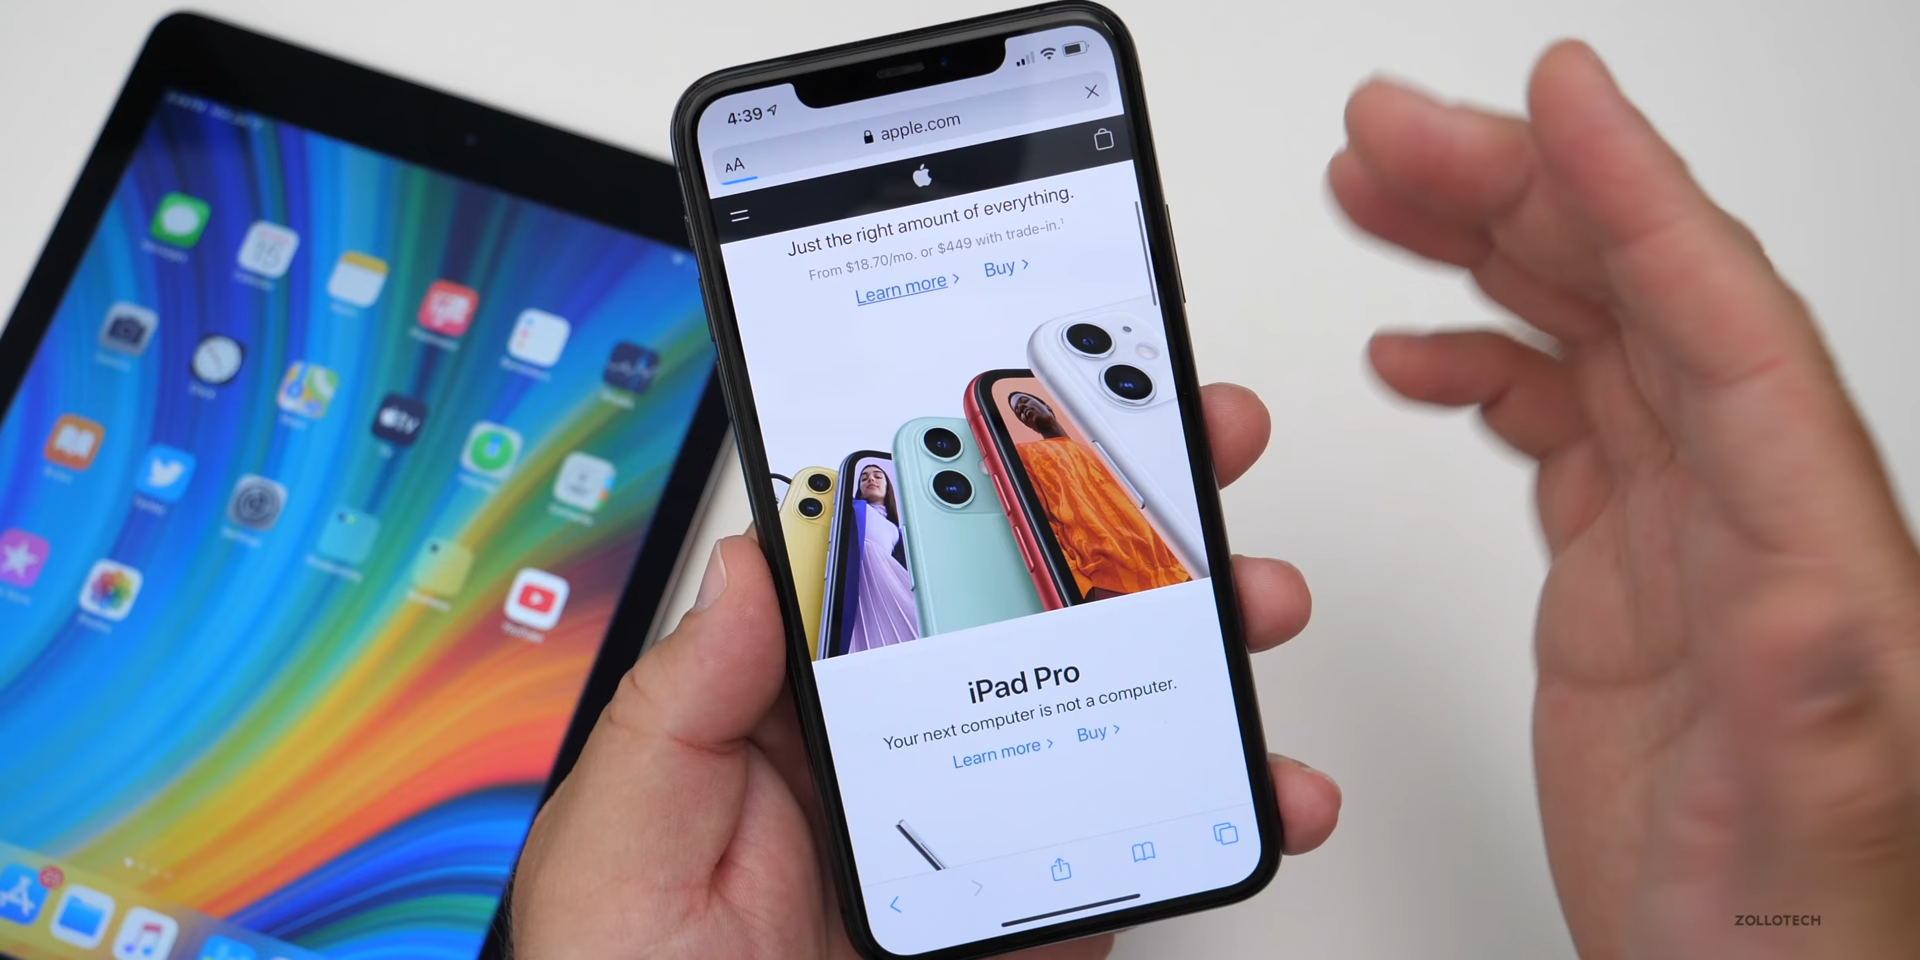 4:39
apple.com
AA
Just the right amount of everything.
From $18.70/mo. or $449 with trade-in.¹
Learn more > Buy >
iPad Pro
Your next computer is not a computer.
Learn more > Buy >
tv
ZOLLOTECH